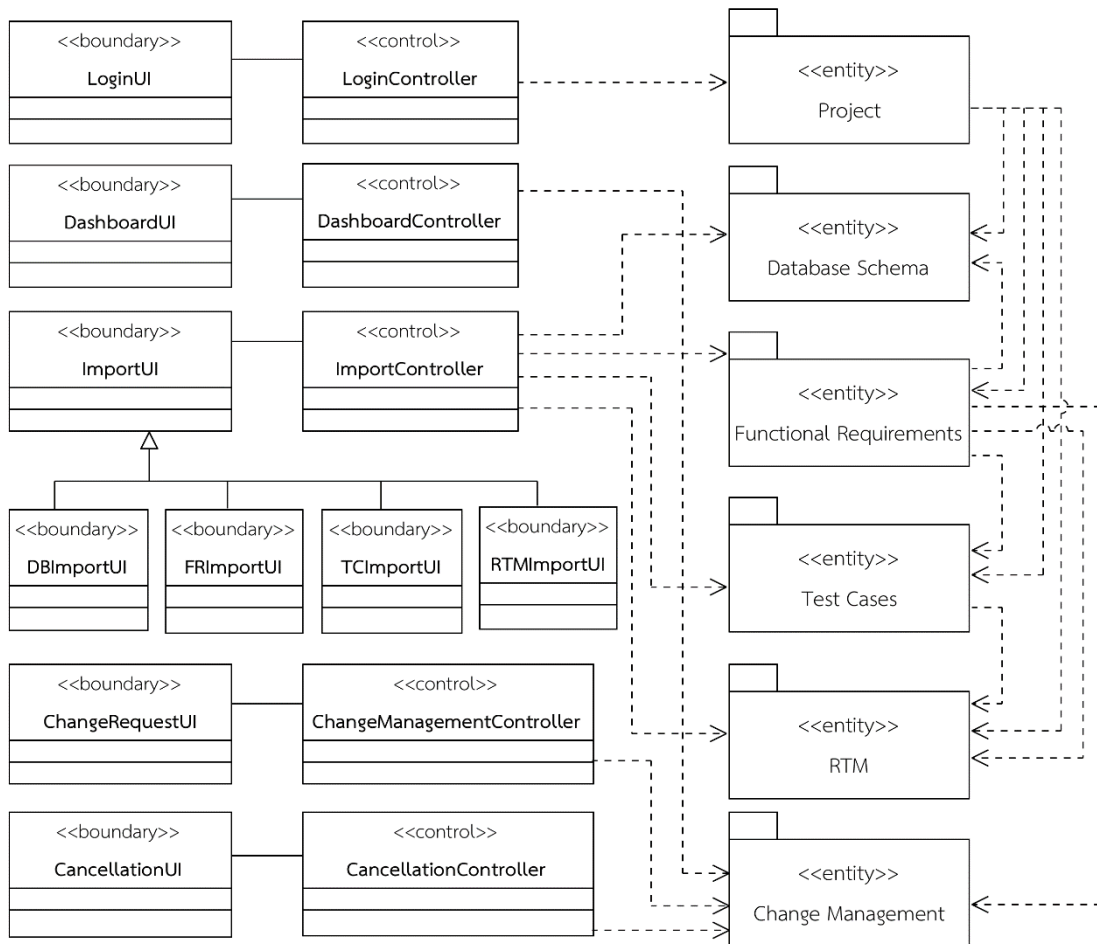 <<boundary>>
LoginUI
<<control>>
LoginController
<<entity>>
Project
<<boundary>>
DashboardUI
<<control>>
DashboardController
<<entity>>
Database Schema
<<boundary>>
ImportUI
<<control>>
ImportController
<<entity>>
Functional Requirements
<<boundary>>
DBImportUI
<<boundary>>
FRImportUI
<<boundary>>
TCImportUI
<<boundary>>
RTMImportUI
<<entity>>
Test Cases
<<boundary>>
ChangeRequestUI
<<control>>
ChangeManagementController
<<entity>>
RTM
<<boundary>>
CancellationUI
<<control>>
CancellationController
<<entity>>
Change Management